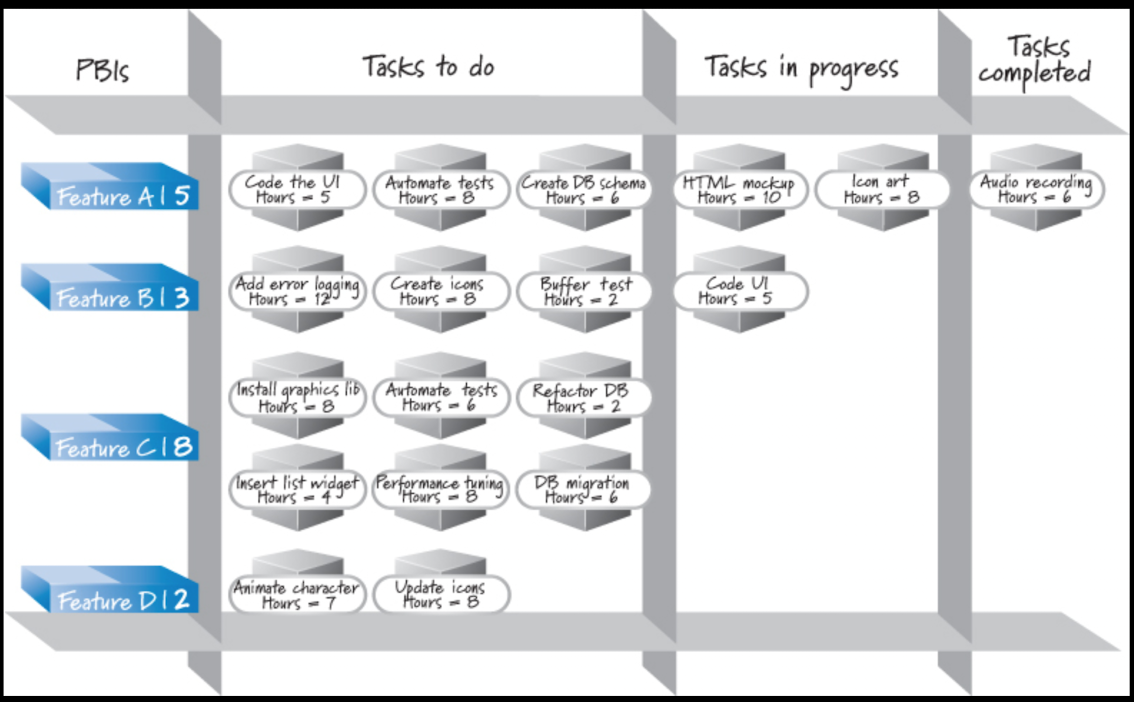 PBIs
Tasks to do
Tasks in progress
Tasks
completed
Feature A | 5
Code the UI
Hours = 5
Automate tests
Hours = 8
Create DB schema
Hours = 6
HTML mockup
Hours = 10
Icon art
Hours = 8
Audio recording
Hours = 6
Feature B | 3
Add error logging
Hours = 12
Create icons
Hours = 8
Buffer test
Hours = 2
Code UI
Hours = 5
Feature C | 8
Install graphics lib
Hours = 8
Automate tests
Hours = 6
Refactor DB
Hours = 2
Insert list widget
Hours = 4
Performance tuning
Hours = 8
DB migration
Hours = 6
Feature D | 2
Animate character
Hours = 7
Update icons
Hours = 8